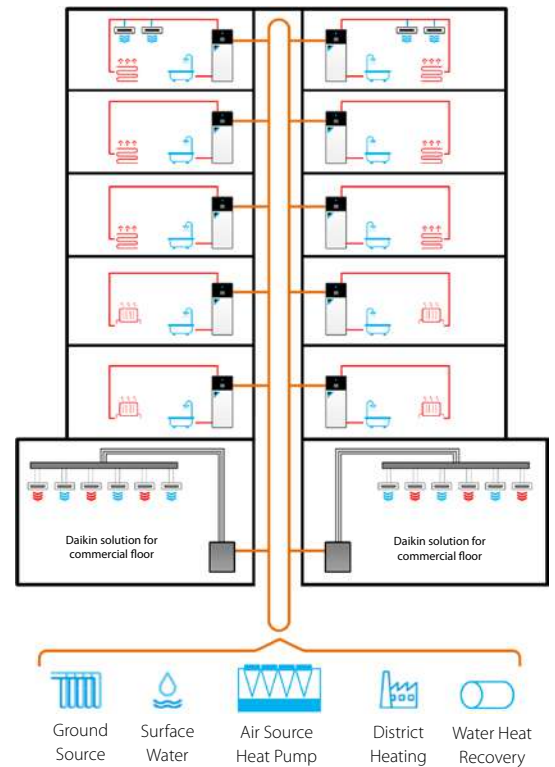 Daikin solution for
commercial floor
Daikin solution for
commercial floor
Ground
Source
Surface
Water
Air Source
Heat Pump
District
Heating
Water Heat
Recovery